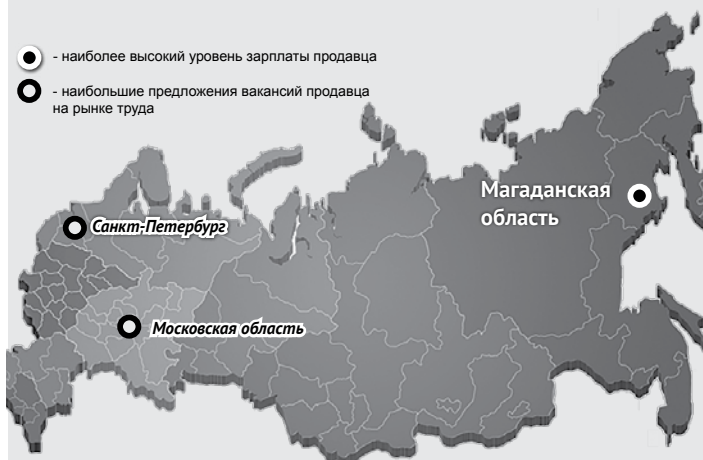 - наиболее высокий уровень зарплаты продавца
- наибольшие предложения вакансий продавца
на рынке труда
Магаданская
область
Санкт-Петербург
Московская область